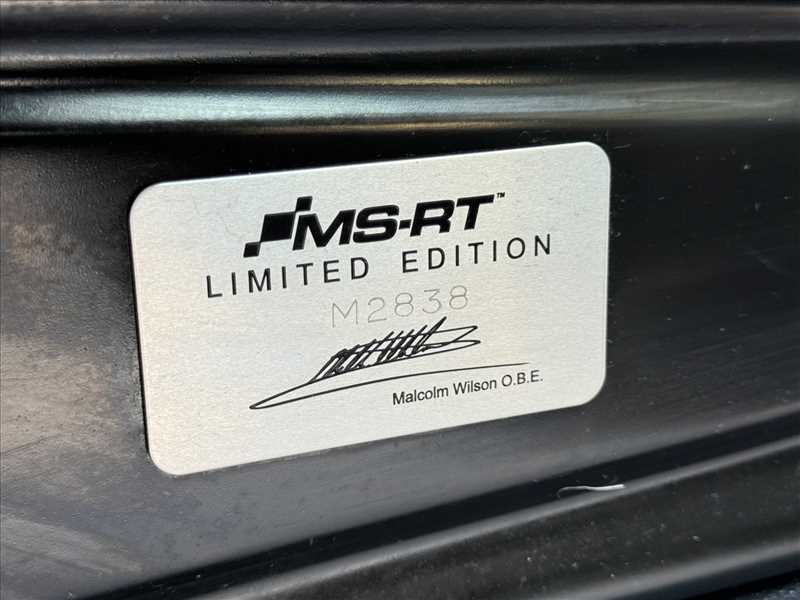 MS-RT™
LIMITED EDITION
M2838
Malcolm Wilson O.B.E.